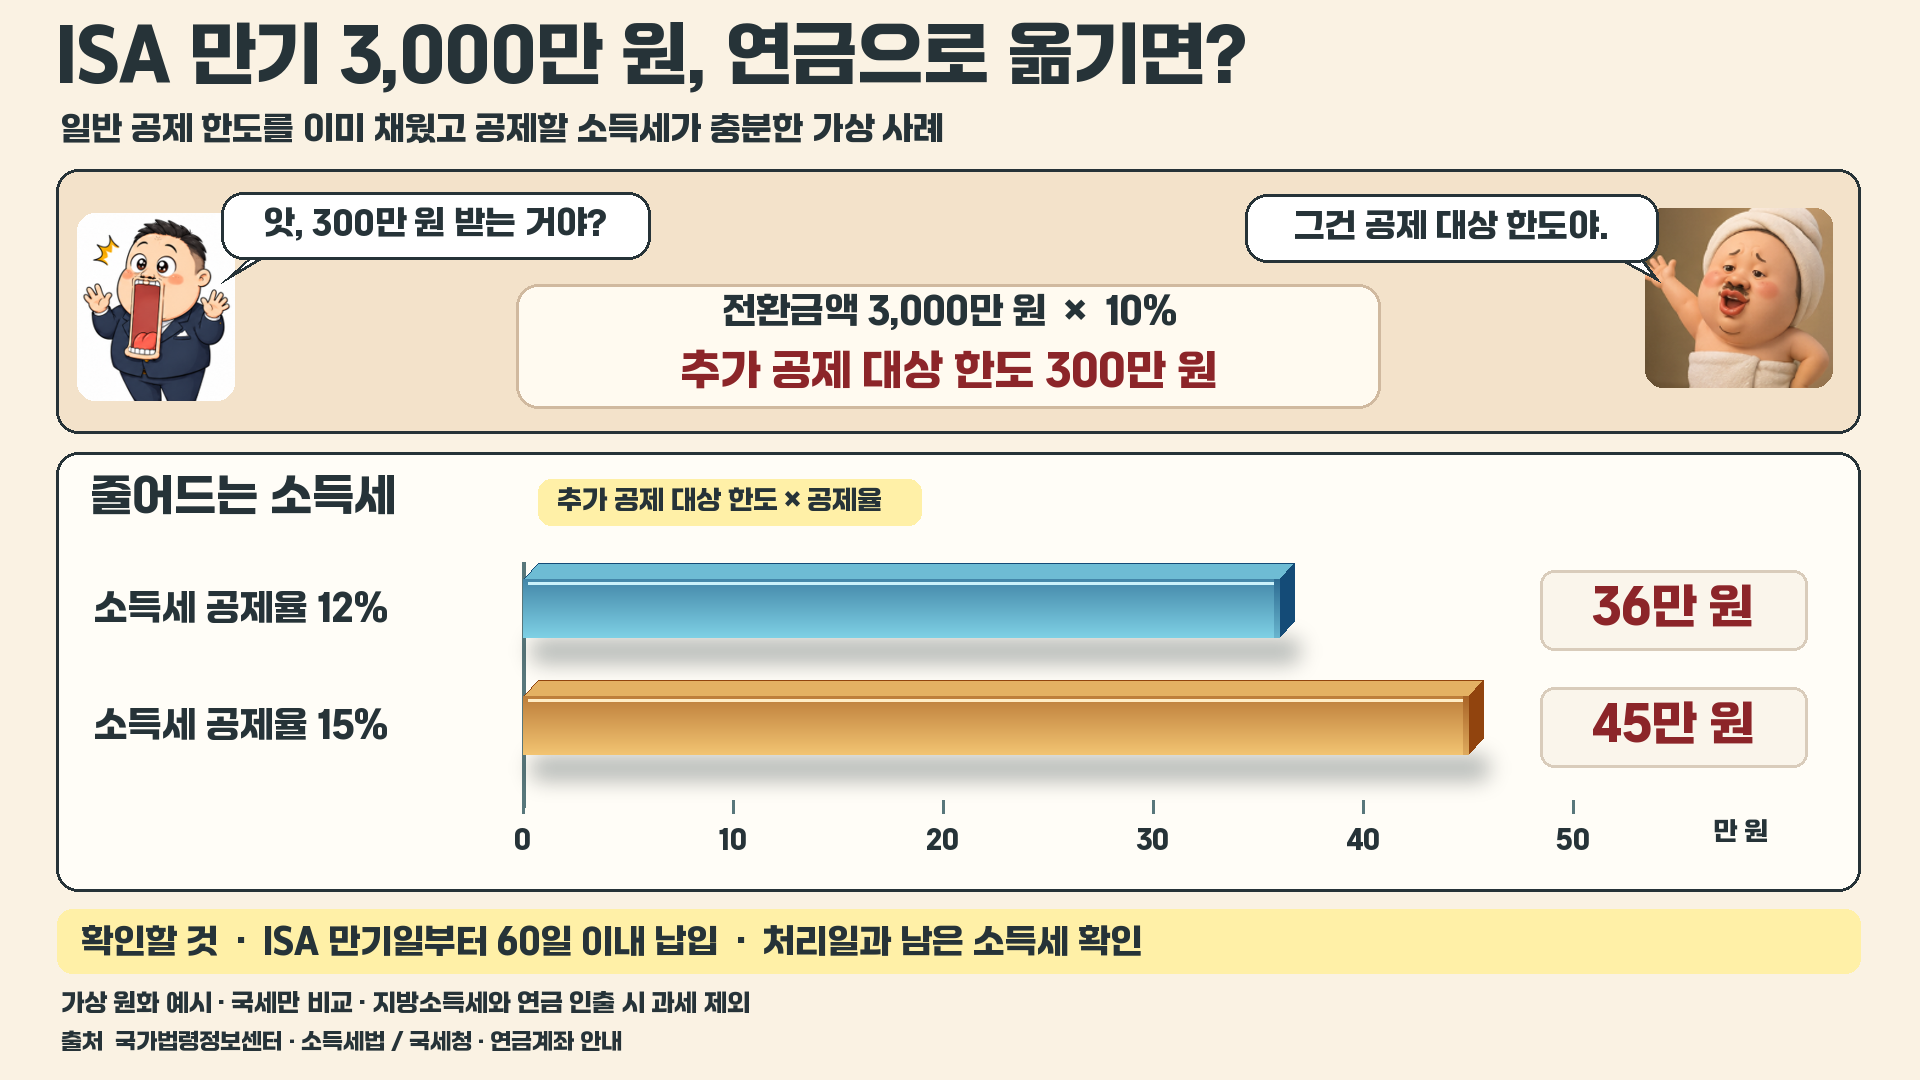 ISA 만기 3,000만 원, 연금으로 옮기면?
일반 공제 한도를 이미 채웠고 공제할 소득세가 충분한 가상 사례
앗, 300만 원 받는 거야?
그건 공제 대상 한도야.
전환금액 3,000만 원 × 10%
추가 공제 대상 한도 300만 원
줄어드는 소득세
추가 공제 대상 한도 × 공제율
소득세 공제율 12%
36만 원
소득세 공제율 15%
45만 원
0 10 20 30 40 50 만 원
확인할 것 · ISA 만기일부터 60일 이내 납입 · 처리일과 남은 소득세 확인
가상 원화 예시 · 국세만 비교 · 지방소득세와 연금 인출 시 과세 제외
출처 국가법령정보센터 · 소득세법 / 국세청 · 연금계좌 안내